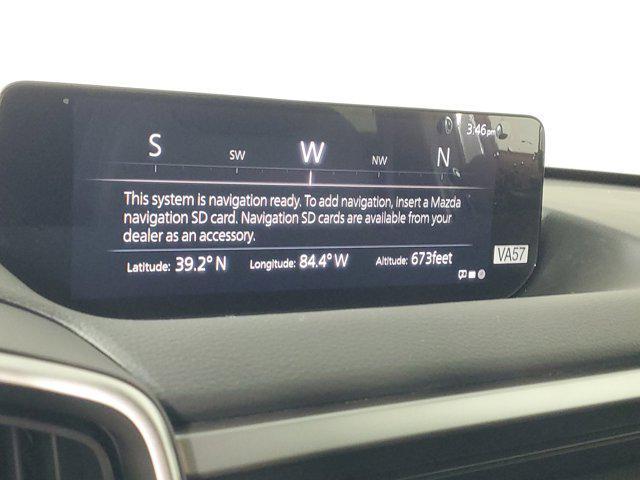 3:46pm
S SW W NW N
This system is navigation ready. To add navigation, insert a Mazda
navigation SD card. Navigation SD cards are available from your
dealer as an accessory.
Latitude: 39.2° N Longitude: 84.4° W Altitude: 673feet
VA57